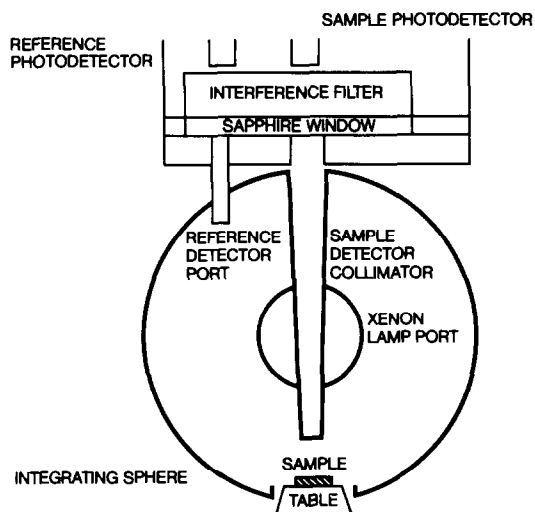 SAMPLE PHOTODETECTOR
REFERENCE
PHOTODETECTOR
INTERFERENCE FILTER
SAPPHIRE WINDOW
REFERENCE
DETECTOR
PORT
SAMPLE
DETECTOR
COLLIMATOR
XENON
LAMP PORT
INTEGRATING SPHERE
SAMPLE
TABLE